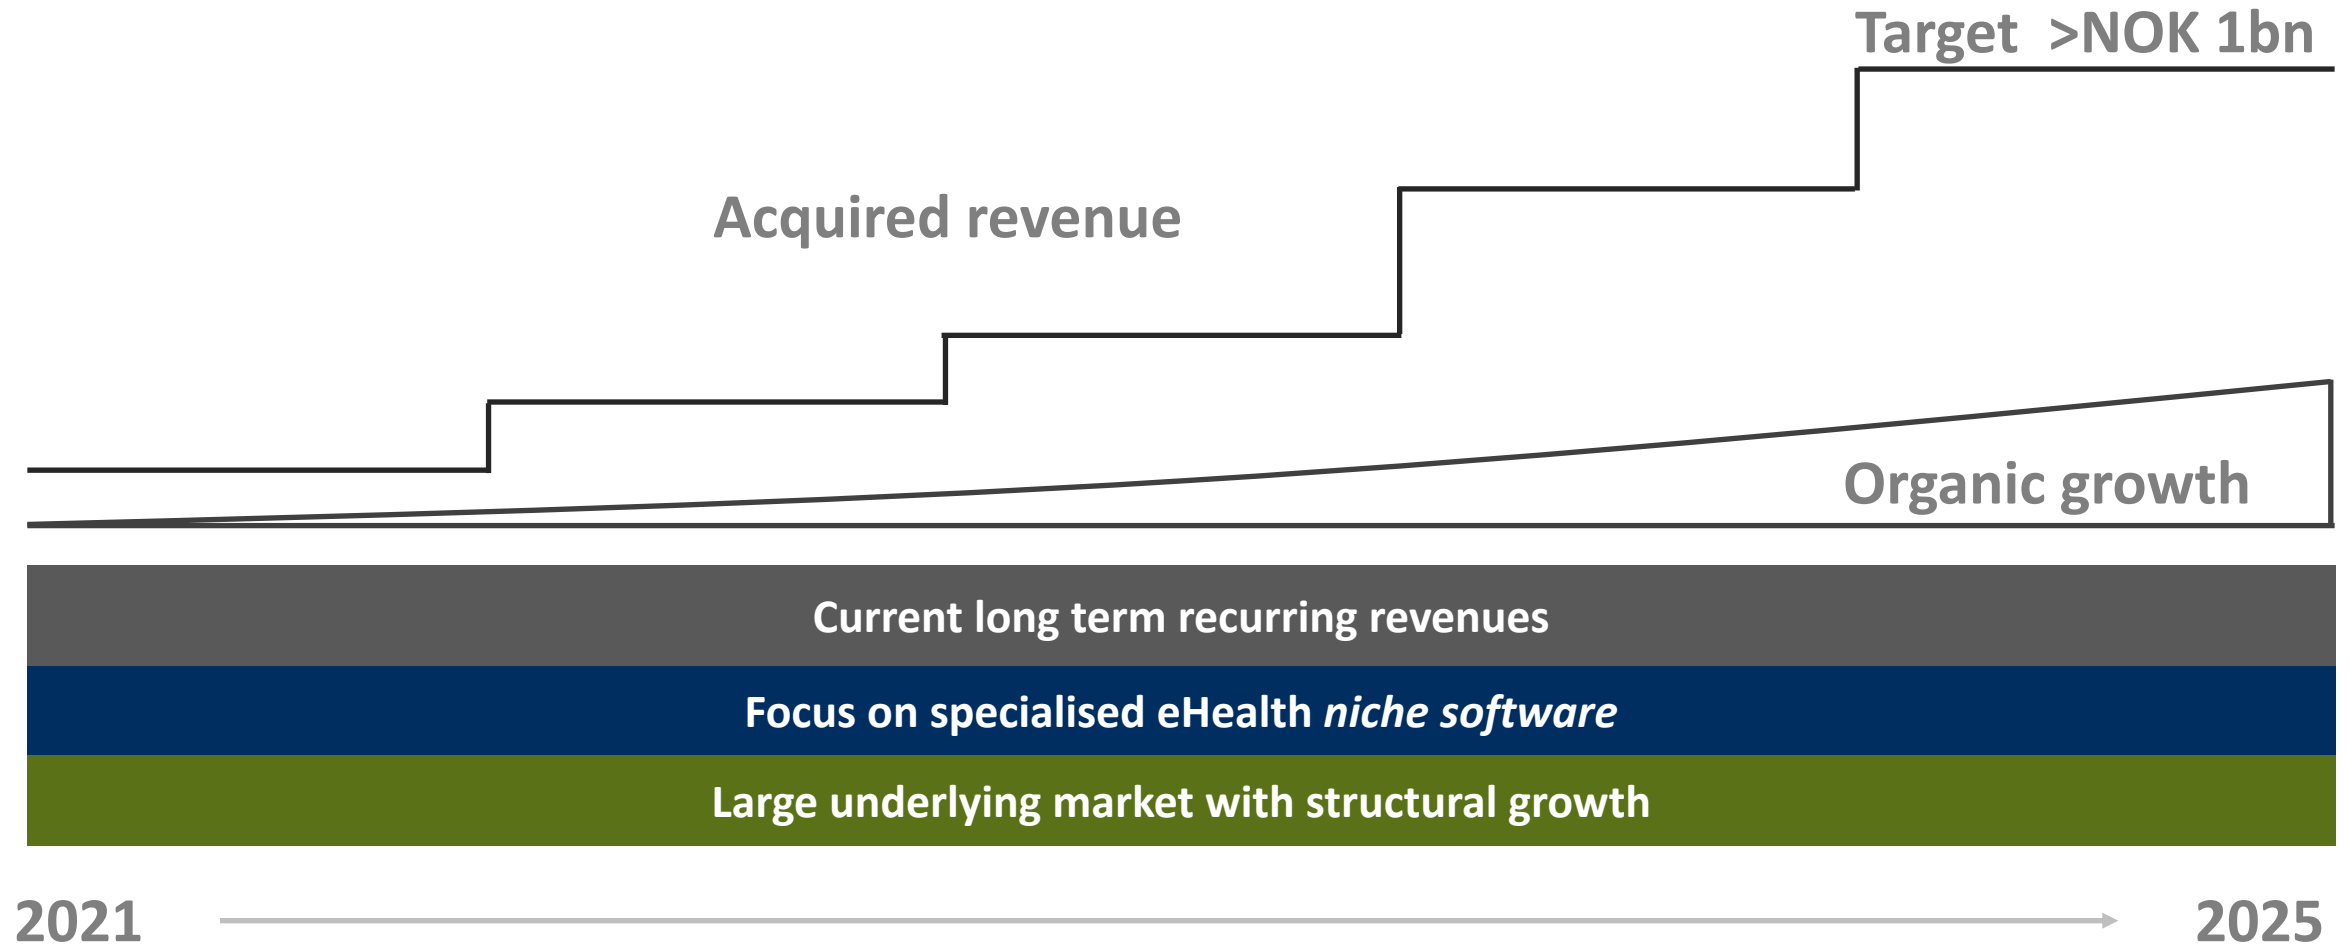 Target >NOK 1bn
Acquired revenue
Organic growth
Current long term recurring revenues
Focus on specialised eHealth niche software
Large underlying market with structural growth
2021
2025